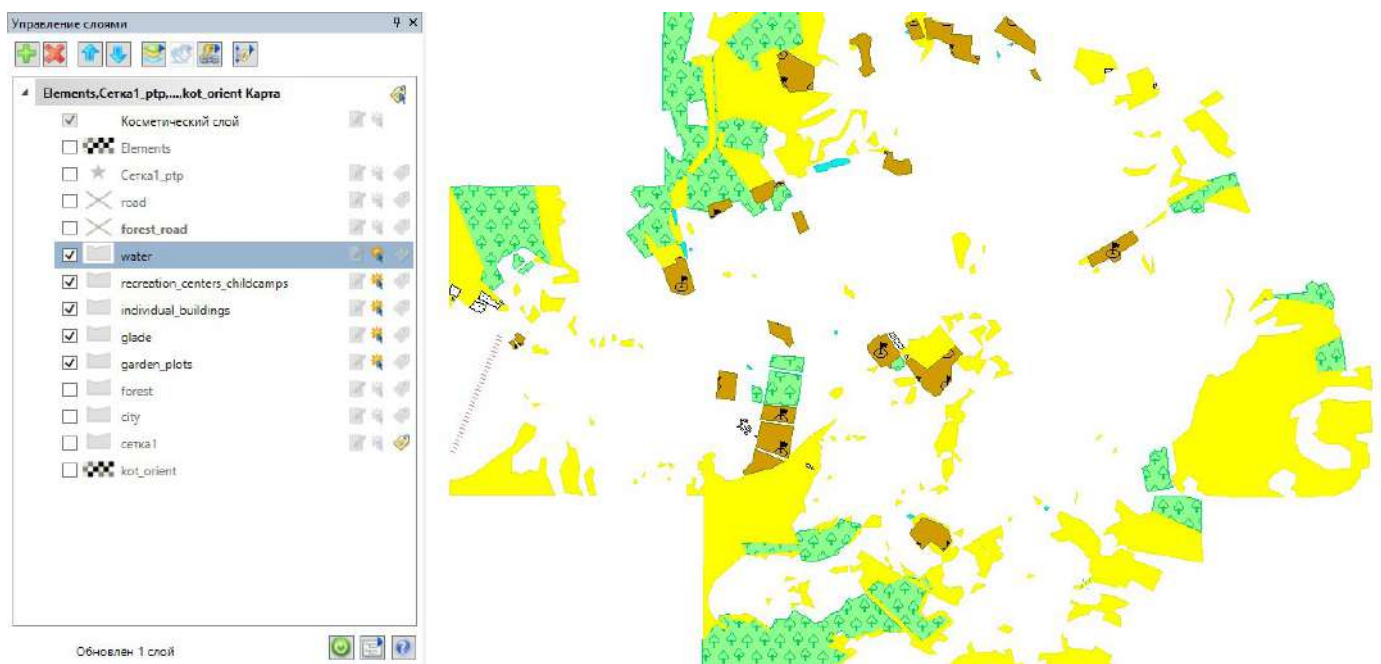 Управление слоями
Elements,Сетка1_ptp,...,kot_orient Карта
Косметический слой
Elements
Сетка1_ptp
road
forest_road
water
recreation_centers_childcamps
individual_buildings
glade
garden_plots
forest
city
сетка1
kot_orient
Обновлен 1 слой